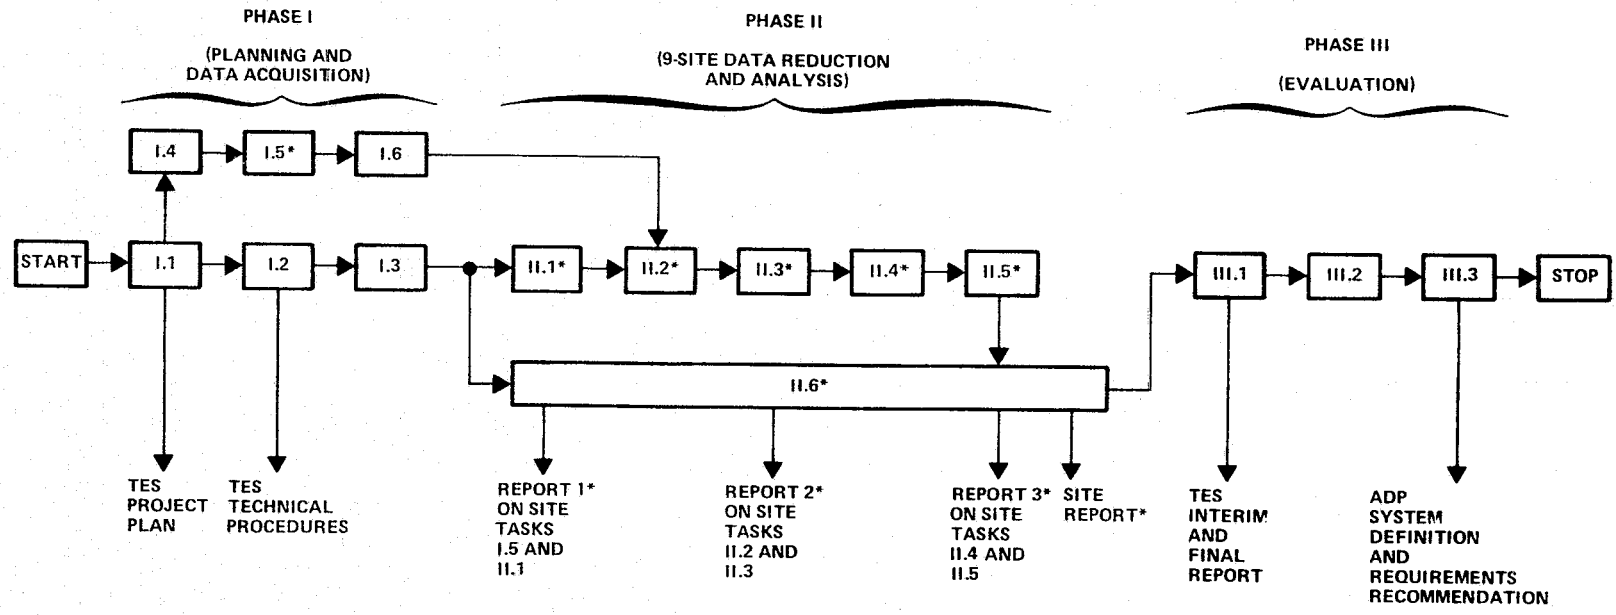 PHASE I
(PLANNING AND
DATA ACQUISITION)
PHASE II
(9-SITE DATA REDUCTION
AND ANALYSIS)
PHASE III
(EVALUATION)
I.4
I.5*
I.6
START
I.1
I.2
I.3
II.1*
II.2*
II.3*
II.4*
II.5*
III.1
III.2
III.3
STOP
II.6*
TES
PROJECT
PLAN
TES
TECHNICAL
PROCEDURES
REPORT 1*
ON SITE
TASKS
I.5 AND
II.1
REPORT 2*
ON SITE
TASKS
II.2 AND
II.3
REPORT 3*
ON SITE
TASKS
II.4 AND
II.5
SITE
REPORT*
TES
INTERIM
AND
FINAL
REPORT
ADP
SYSTEM
DEFINITION
AND
REQUIREMENTS
RECOMMENDATION